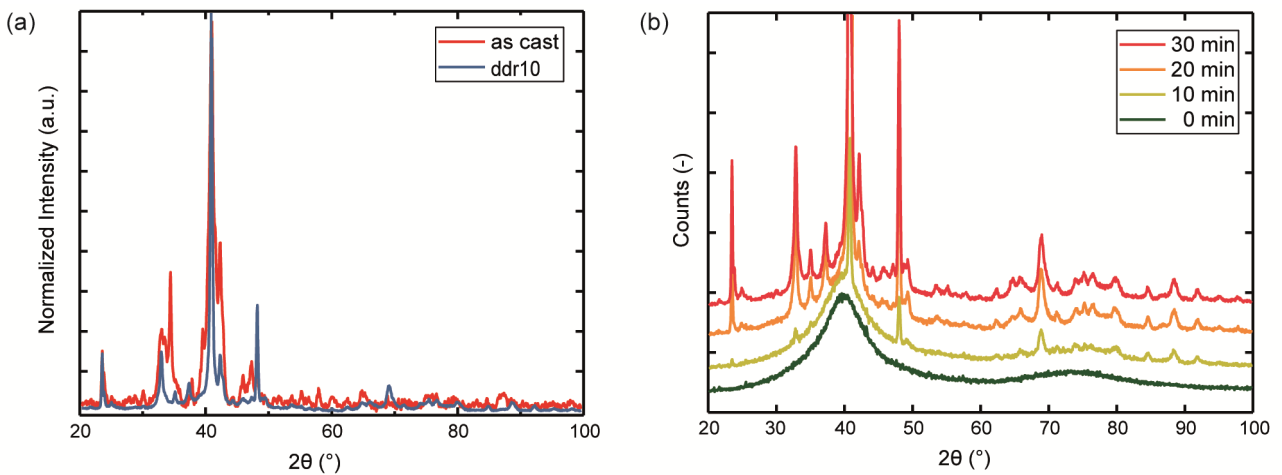 (a)
Normalized Intensity (a.u.)
as cast
ddr10
20 40 60 80 100
2θ (°)
(b)
Counts (-)
30 min
20 min
10 min
0 min
20 30 40 50 60 70 80 90 100
2θ (°)